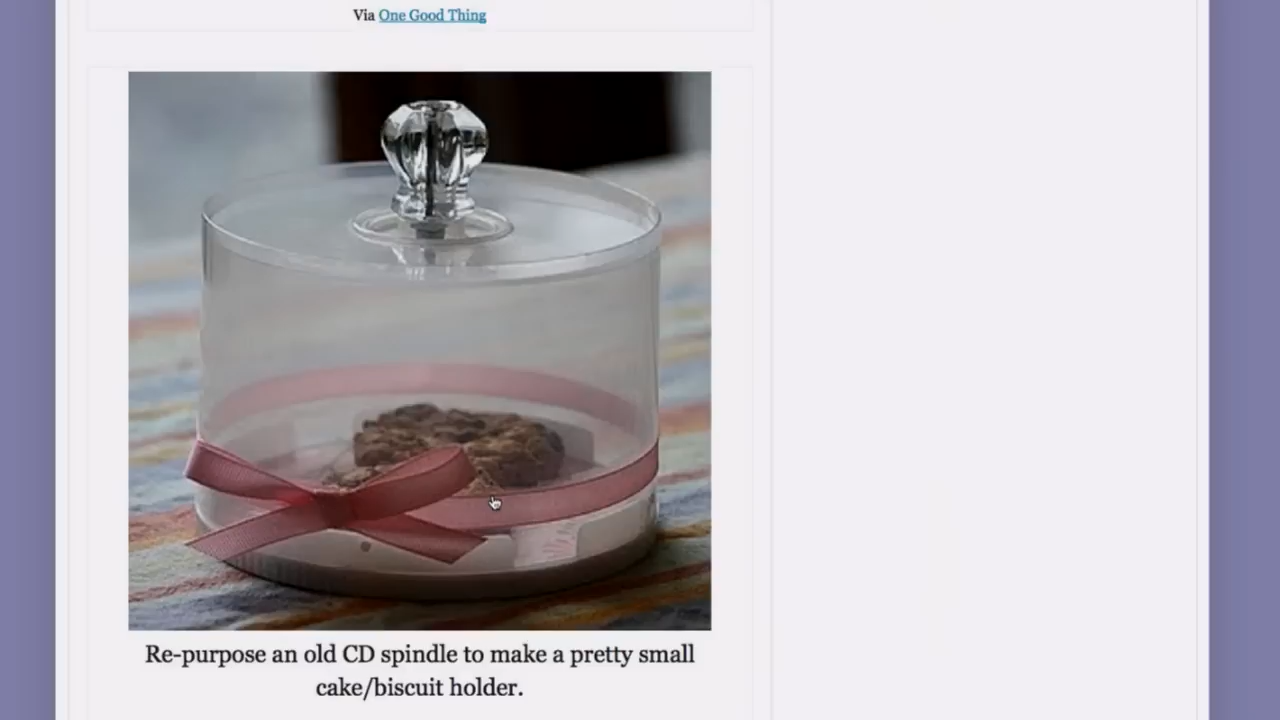 Via One Good Thing
Re-purpose an old CD spindle to make a pretty small
cake/biscuit holder.